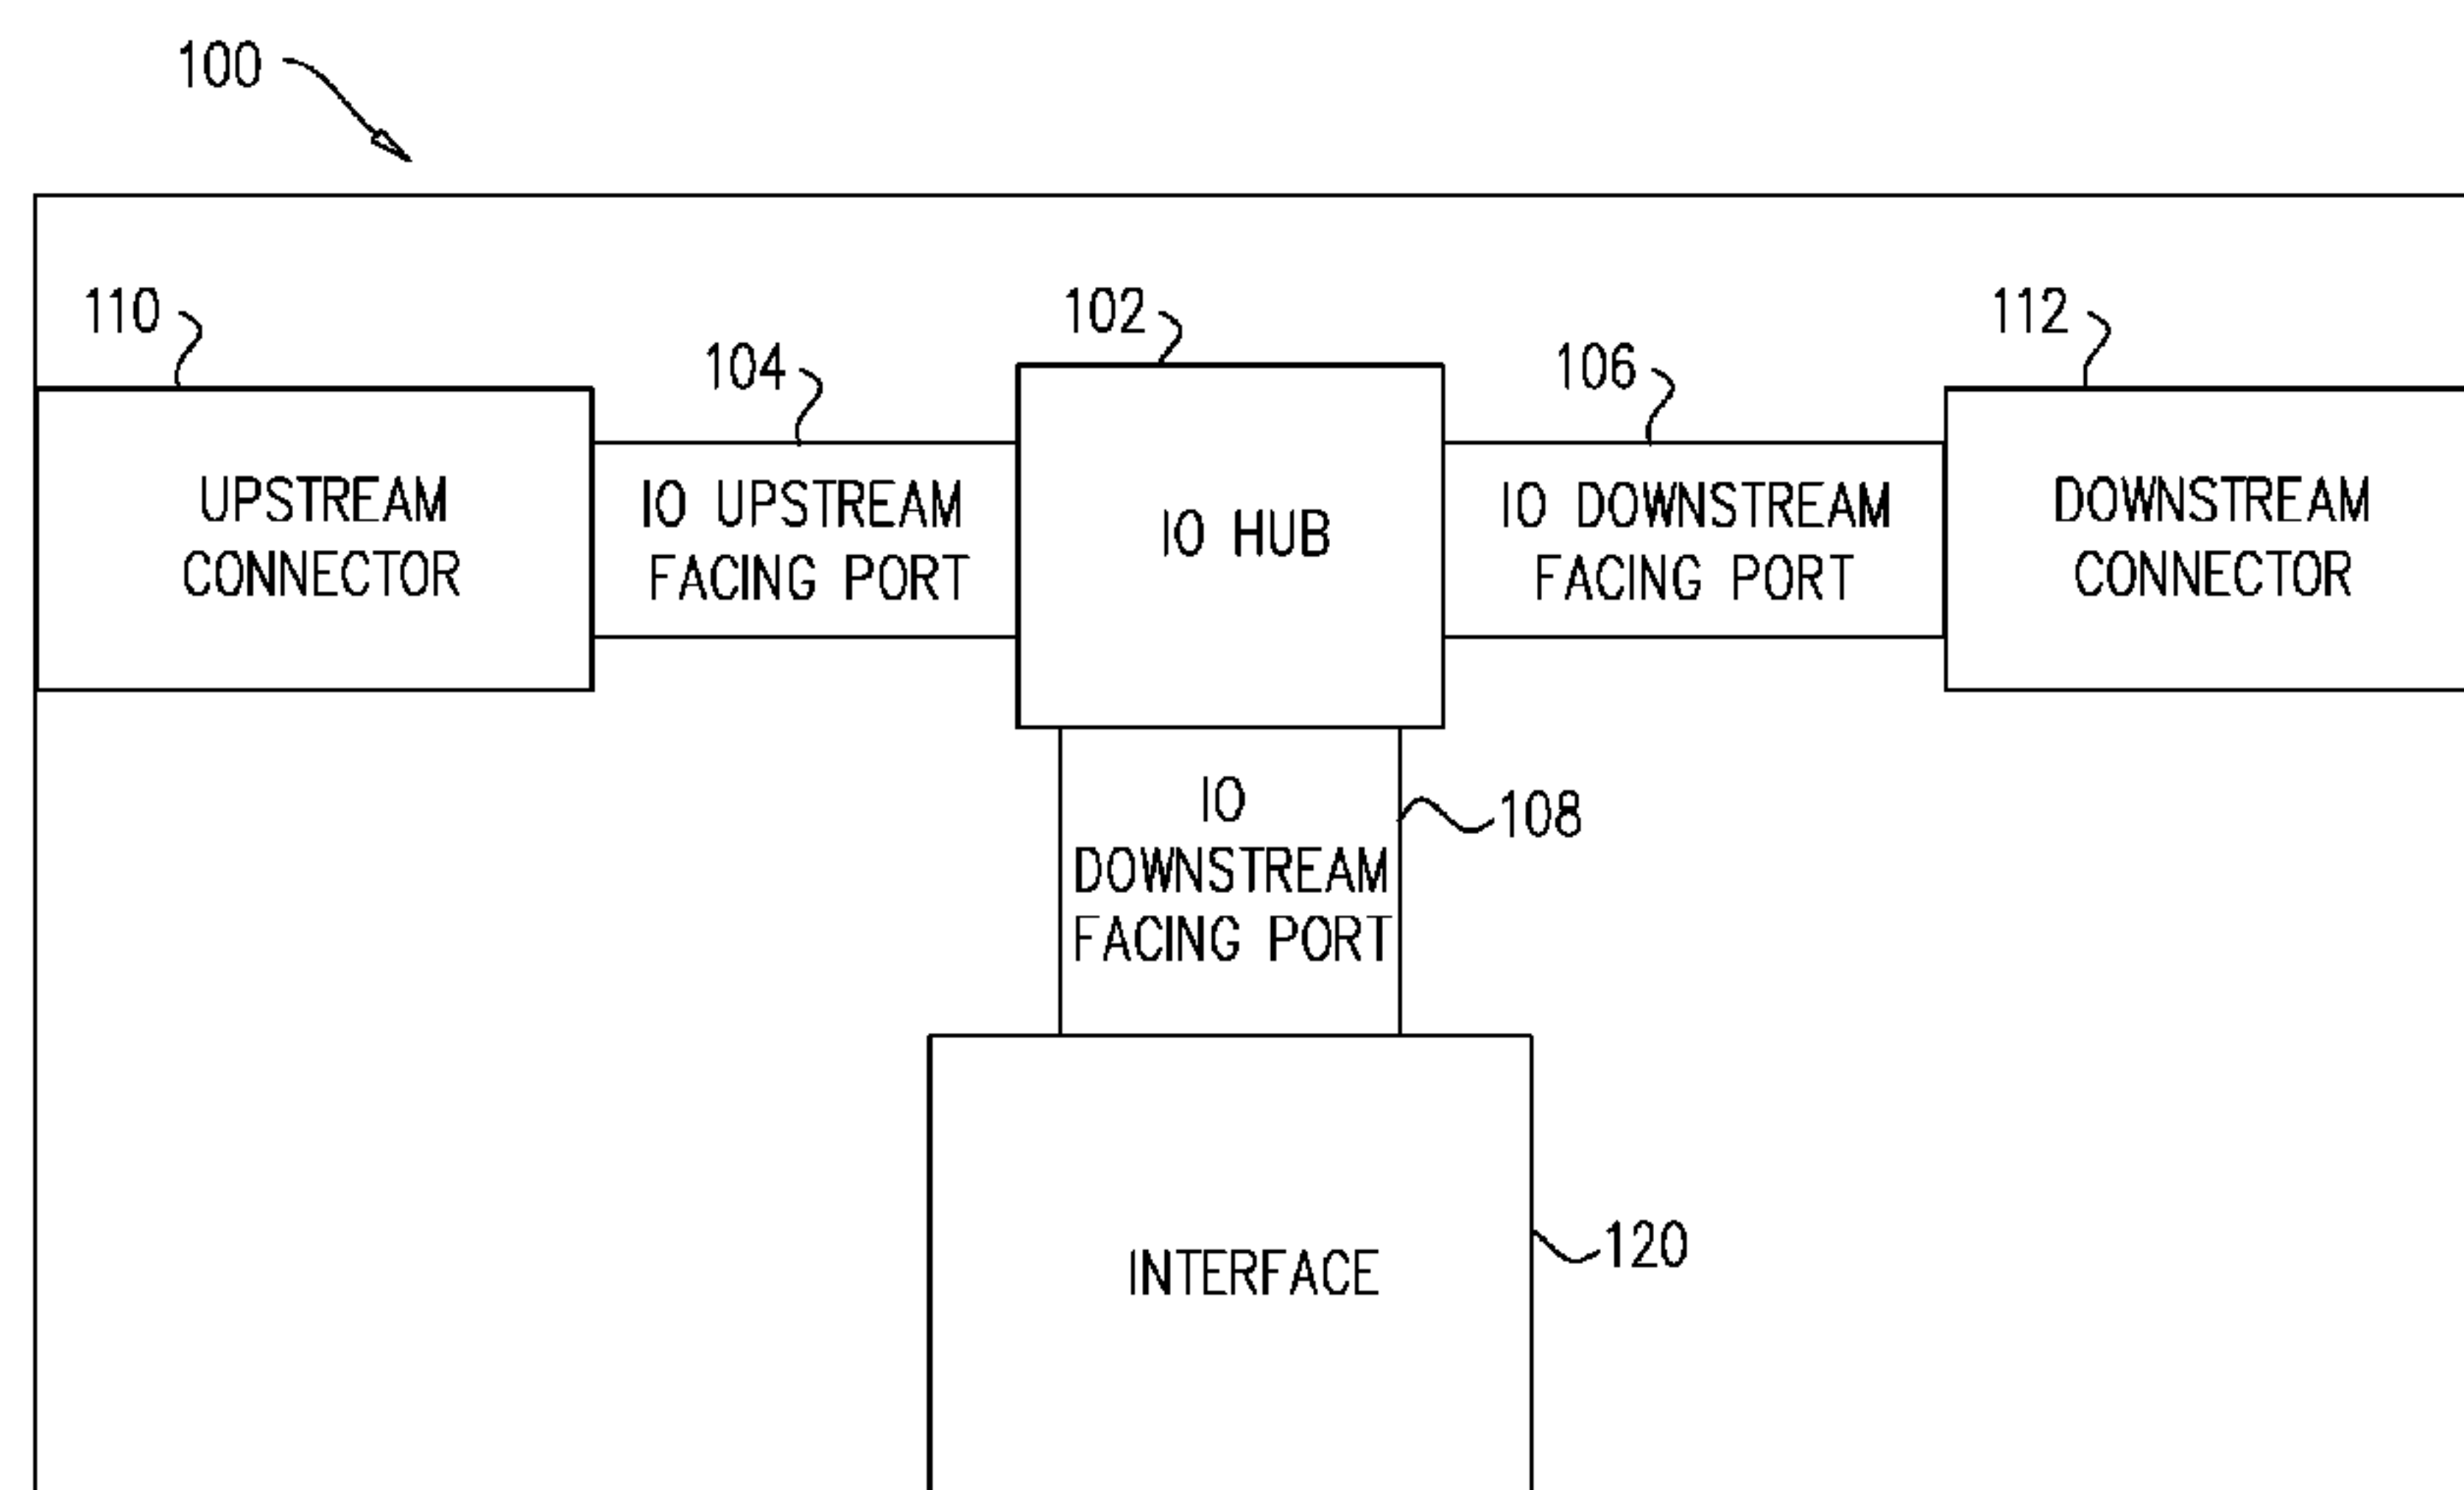 100
110
102
112
104
106
UPSTREAM
CONNECTOR
IO UPSTREAM
FACING PORT
IO HUB
IO DOWNSTREAM
FACING PORT
DOWNSTREAM
CONNECTOR
IO
DOWNSTREAM
FACING PORT
108
INTERFACE
120